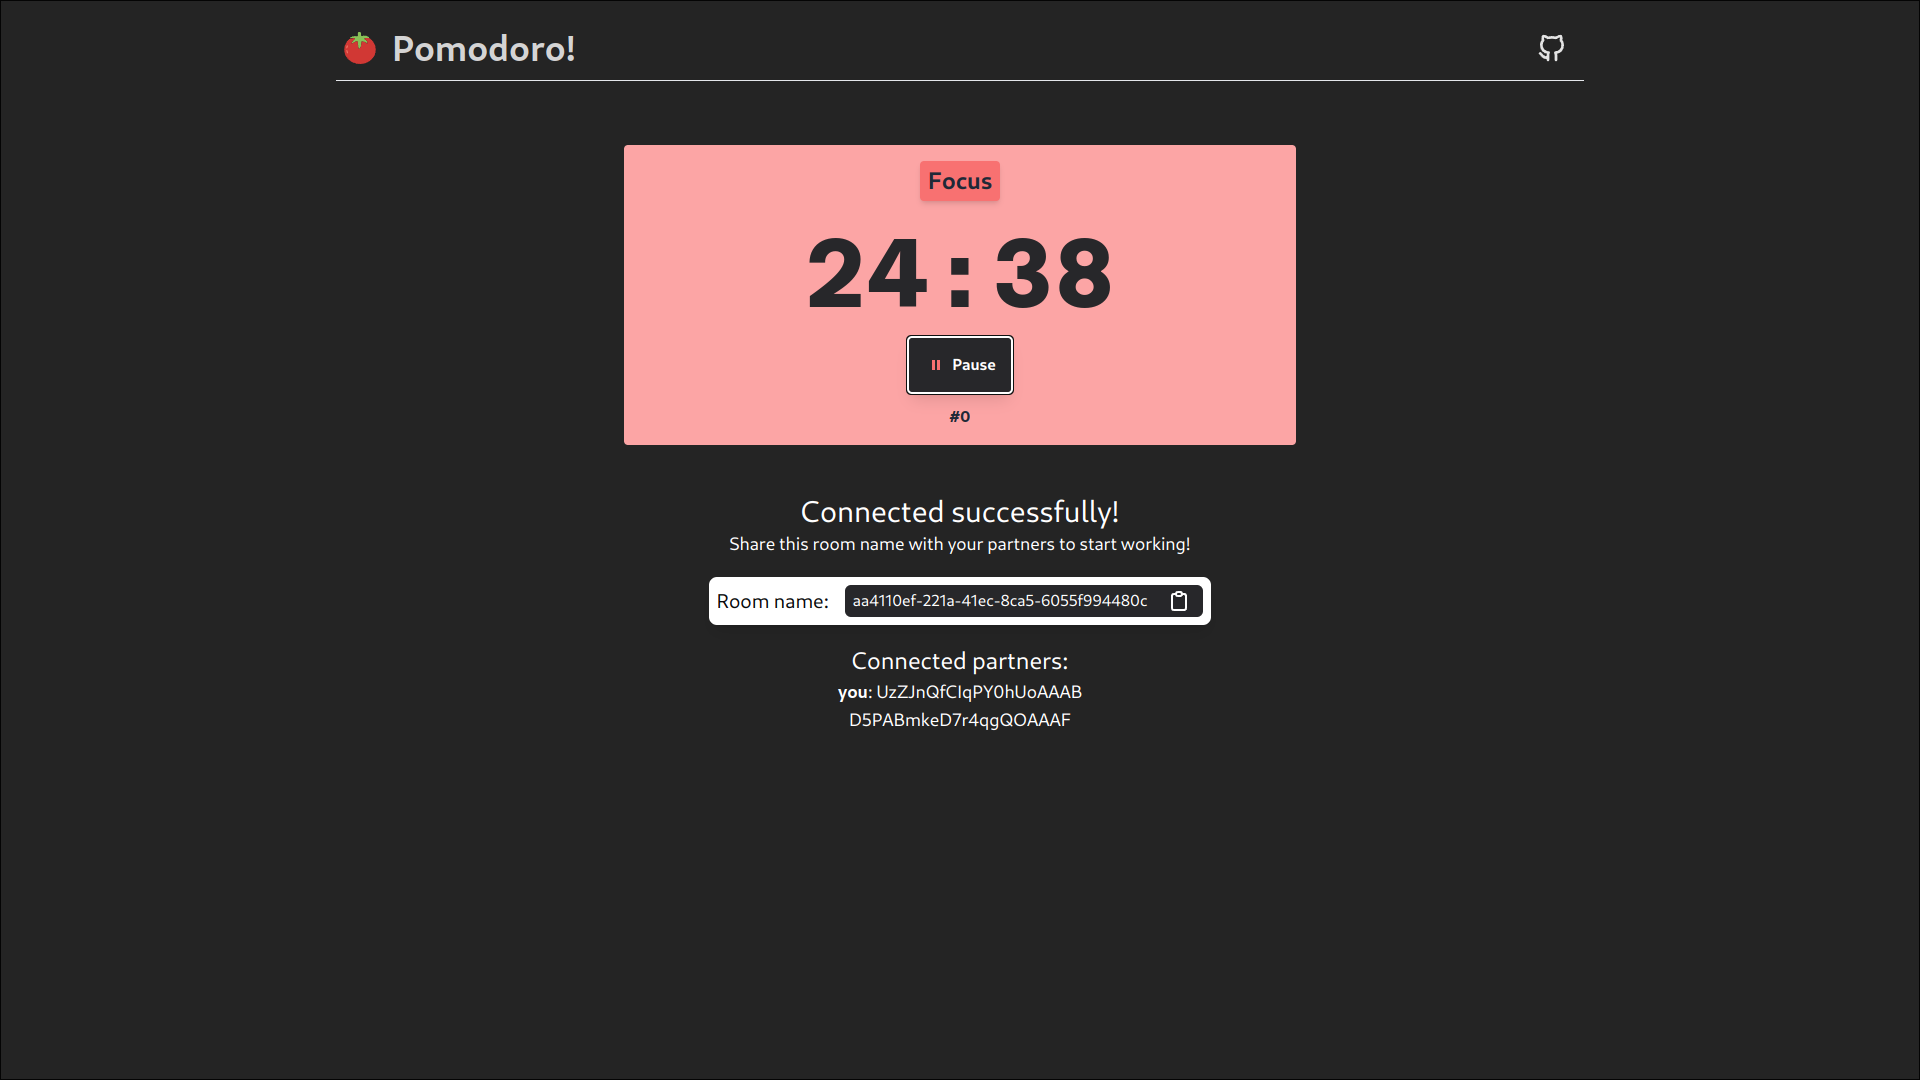 Pomodoro!
Focus
24:38
Pause
#0
Connected successfully!
Share this room name with your partners to start working!
Room name: aa4110ef-221a-41ec-8ca5-6055f994480c
Connected partners:
you: UzZJnQfCIqPY0hUoAAAB
D5PABmkeD7r4qgQOAAAF